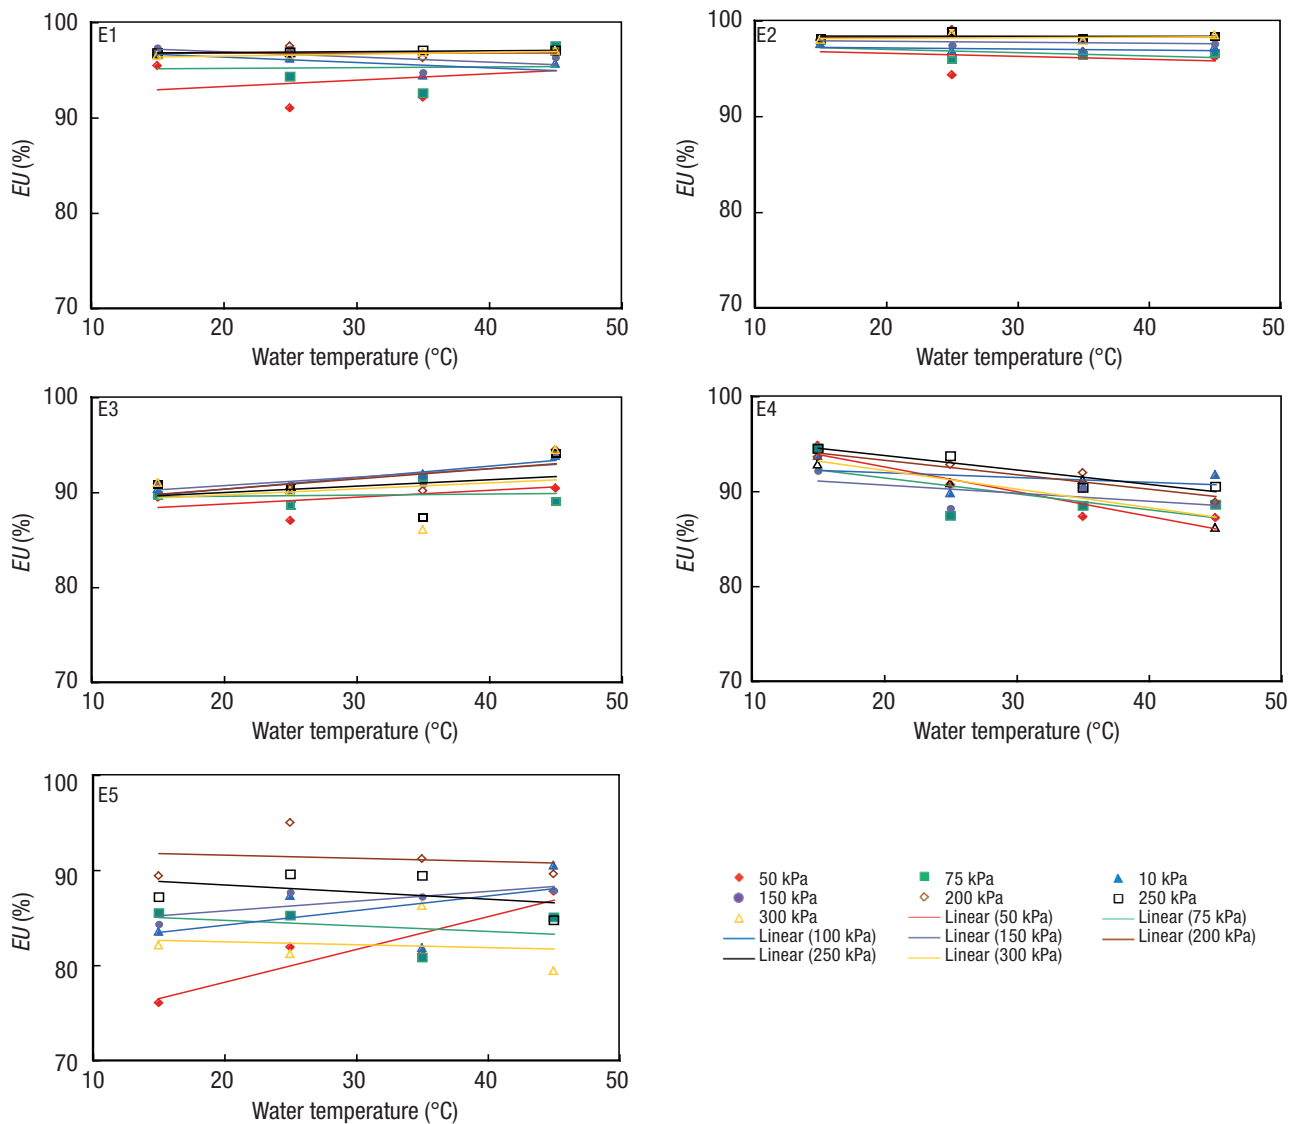 E1
100
90
80
70
EU (%)
10 20 30 40 50
Water temperature (°C)
E2
100
90
80
70
EU (%)
10 20 30 40 50
Water temperature (°C)
E3
100
90
80
70
EU (%)
10 20 30 40 50
Water temperature (°C)
E4
100
90
80
70
EU (%)
10 20 30 40 50
Water temperature (°C)
E5
100
90
80
70
EU (%)
10 20 30 40 50
Water temperature (°C)
50 kPa 75 kPa 10 kPa
150 kPa 200 kPa 250 kPa
300 kPa Linear (50 kPa) Linear (75 kPa)
Linear (100 kPa) Linear (150 kPa) Linear (200 kPa)
Linear (250 kPa) Linear (300 kPa)